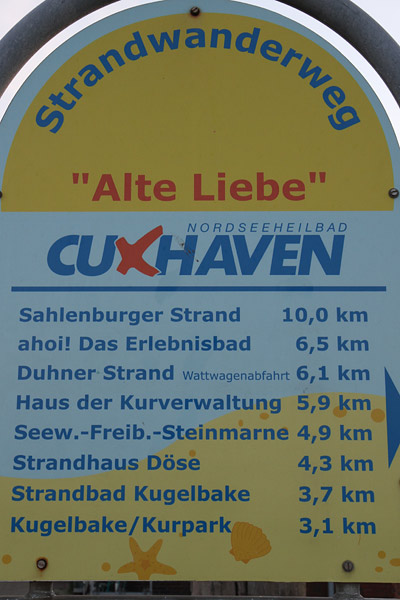 Strandwanderweg
"Alte Liebe"
NORDSEEHEILBAD
CUXHAVEN
Sahlenburger Strand 10,0 km
ahoi! Das Erlebnisbad 6,5 km
Duhner Strand Wattwagenabfahrt 6,1 km
Haus der Kurverwaltung 5,9 km
Seew.-Freib.-Steinmarne 4,9 km
Strandhaus Döse 4,3 km
Strandbad Kugelbake 3,7 km
Kugelbake/Kurpark 3,1 km